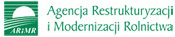 ARiMR
Agencja Restrukturyzacji
i Modernizacji Rolnictwa